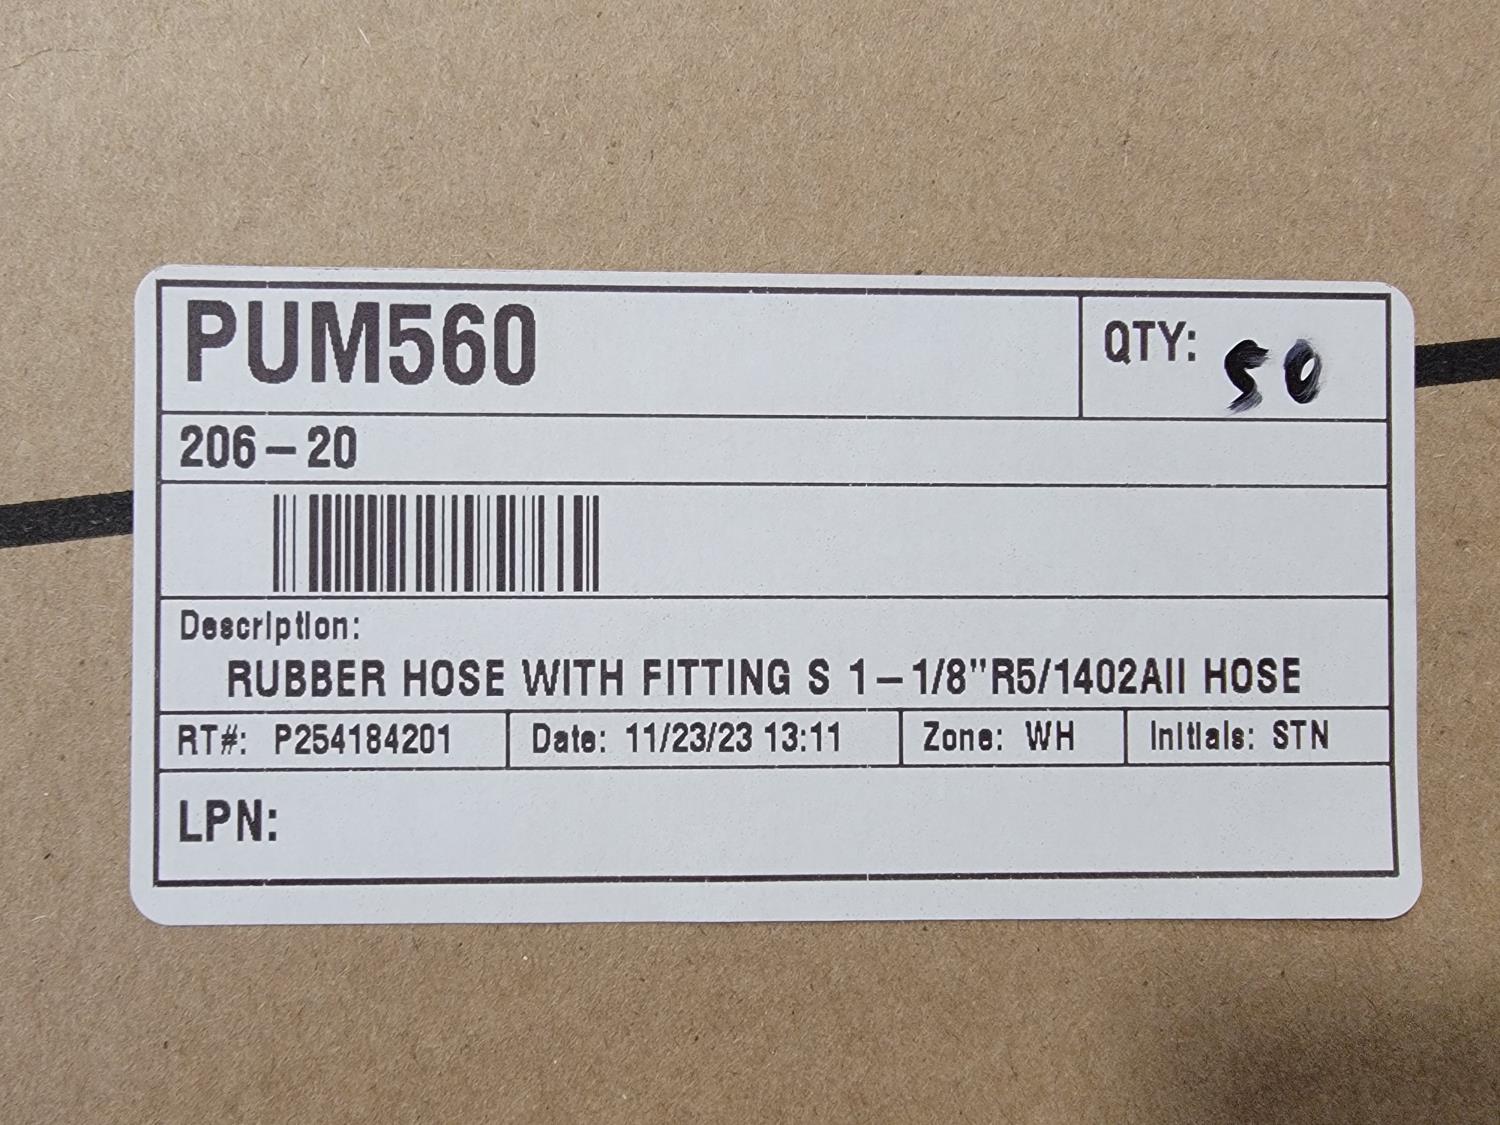 PUM560
QTY: 50
206-20
Description:
RUBBER HOSE WITH FITTING S 1-1/8"R5/1402AII HOSE
RT#: P254184201 Date: 11/23/23 13:11 Zone: WH Initials: STN
LPN: